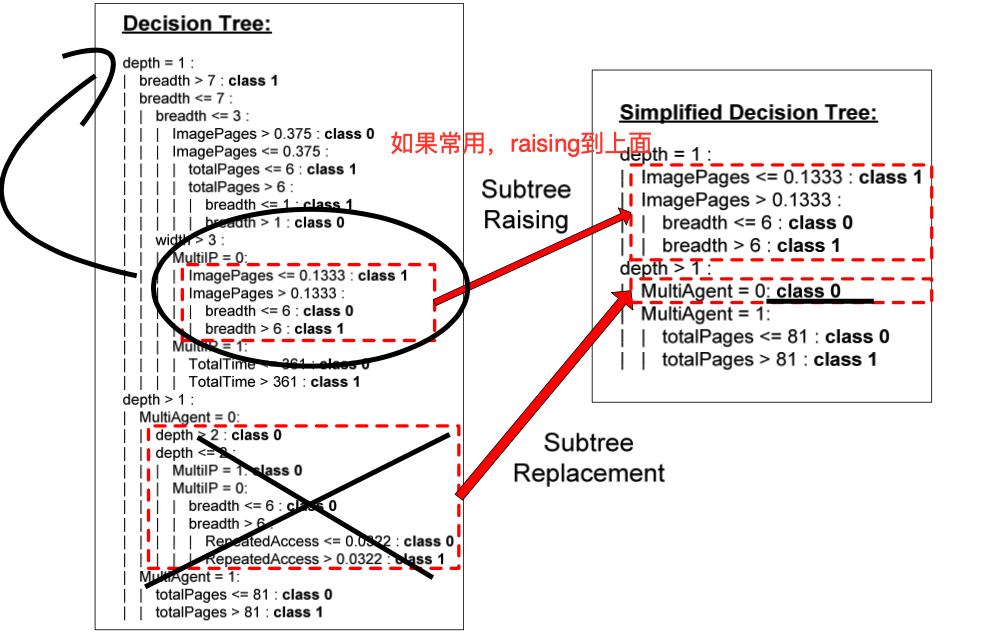 Decision Tree:
depth = 1 :
| breadth > 7 : class 1
| breadth <= 7 :
| | breadth <= 3 :
| | | ImagePages > 0.375 : class 0
| | | ImagePages <= 0.375 :
| | | | totalPages <= 6 : class 1
| | | | totalPages > 6 :
| | | | | breadth <= 1 : class 1
| | | | | breadth > 1 : class 0
| | width > 3 :
| | | MultiIP = 0:
| | | | ImagePages <= 0.1333 : class 1
| | | | ImagePages > 0.1333 :
| | | | | breadth <= 6 : class 0
| | | | | breadth > 6 : class 1
| | | MultiIP = 1:
| | | | TotalTime <= 361 : class 0
| | | | TotalTime > 361 : class 1
depth > 1 :
| MultiAgent = 0:
| | depth > 2 : class 0
| | depth <= 2 :
| | | MultiIP = 1: class 0
| | | MultiIP = 0:
| | | | breadth <= 6 : class 0
| | | | breadth > 6 :
| | | | | RepeatedAccess <= 0.0322 : class 0
| | | | | RepeatedAccess > 0.0322 : class 1
| MultiAgent = 1:
| | totalPages <= 81 : class 0
| | totalPages > 81 : class 1
如果常用，raising到上面
Subtree
Raising
Subtree
Replacement
Simplified Decision Tree:
depth = 1 :
| ImagePages <= 0.1333 : class 1
| ImagePages > 0.1333 :
| | breadth <= 6 : class 0
| | breadth > 6 : class 1
depth > 1 :
| MultiAgent = 0: class 0
| MultiAgent = 1:
| | totalPages <= 81 : class 0
| | totalPages > 81 : class 1